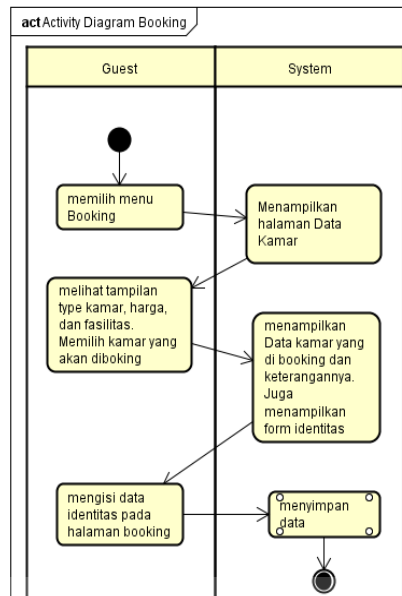 act Activity Diagram Booking
Guest
System
memilih menu
Booking
Menampilkan
halaman Data
Kamar
melihat tampilan
type kamar, harga,
dan fasilitas.
Memilih kamar yang
akan diboking
menampilkan
Data kamar yang
di booking dan
keterangannya.
Juga
menampilkan
form identitas
mengisi data
identitas pada
halaman booking
menyimpan
data